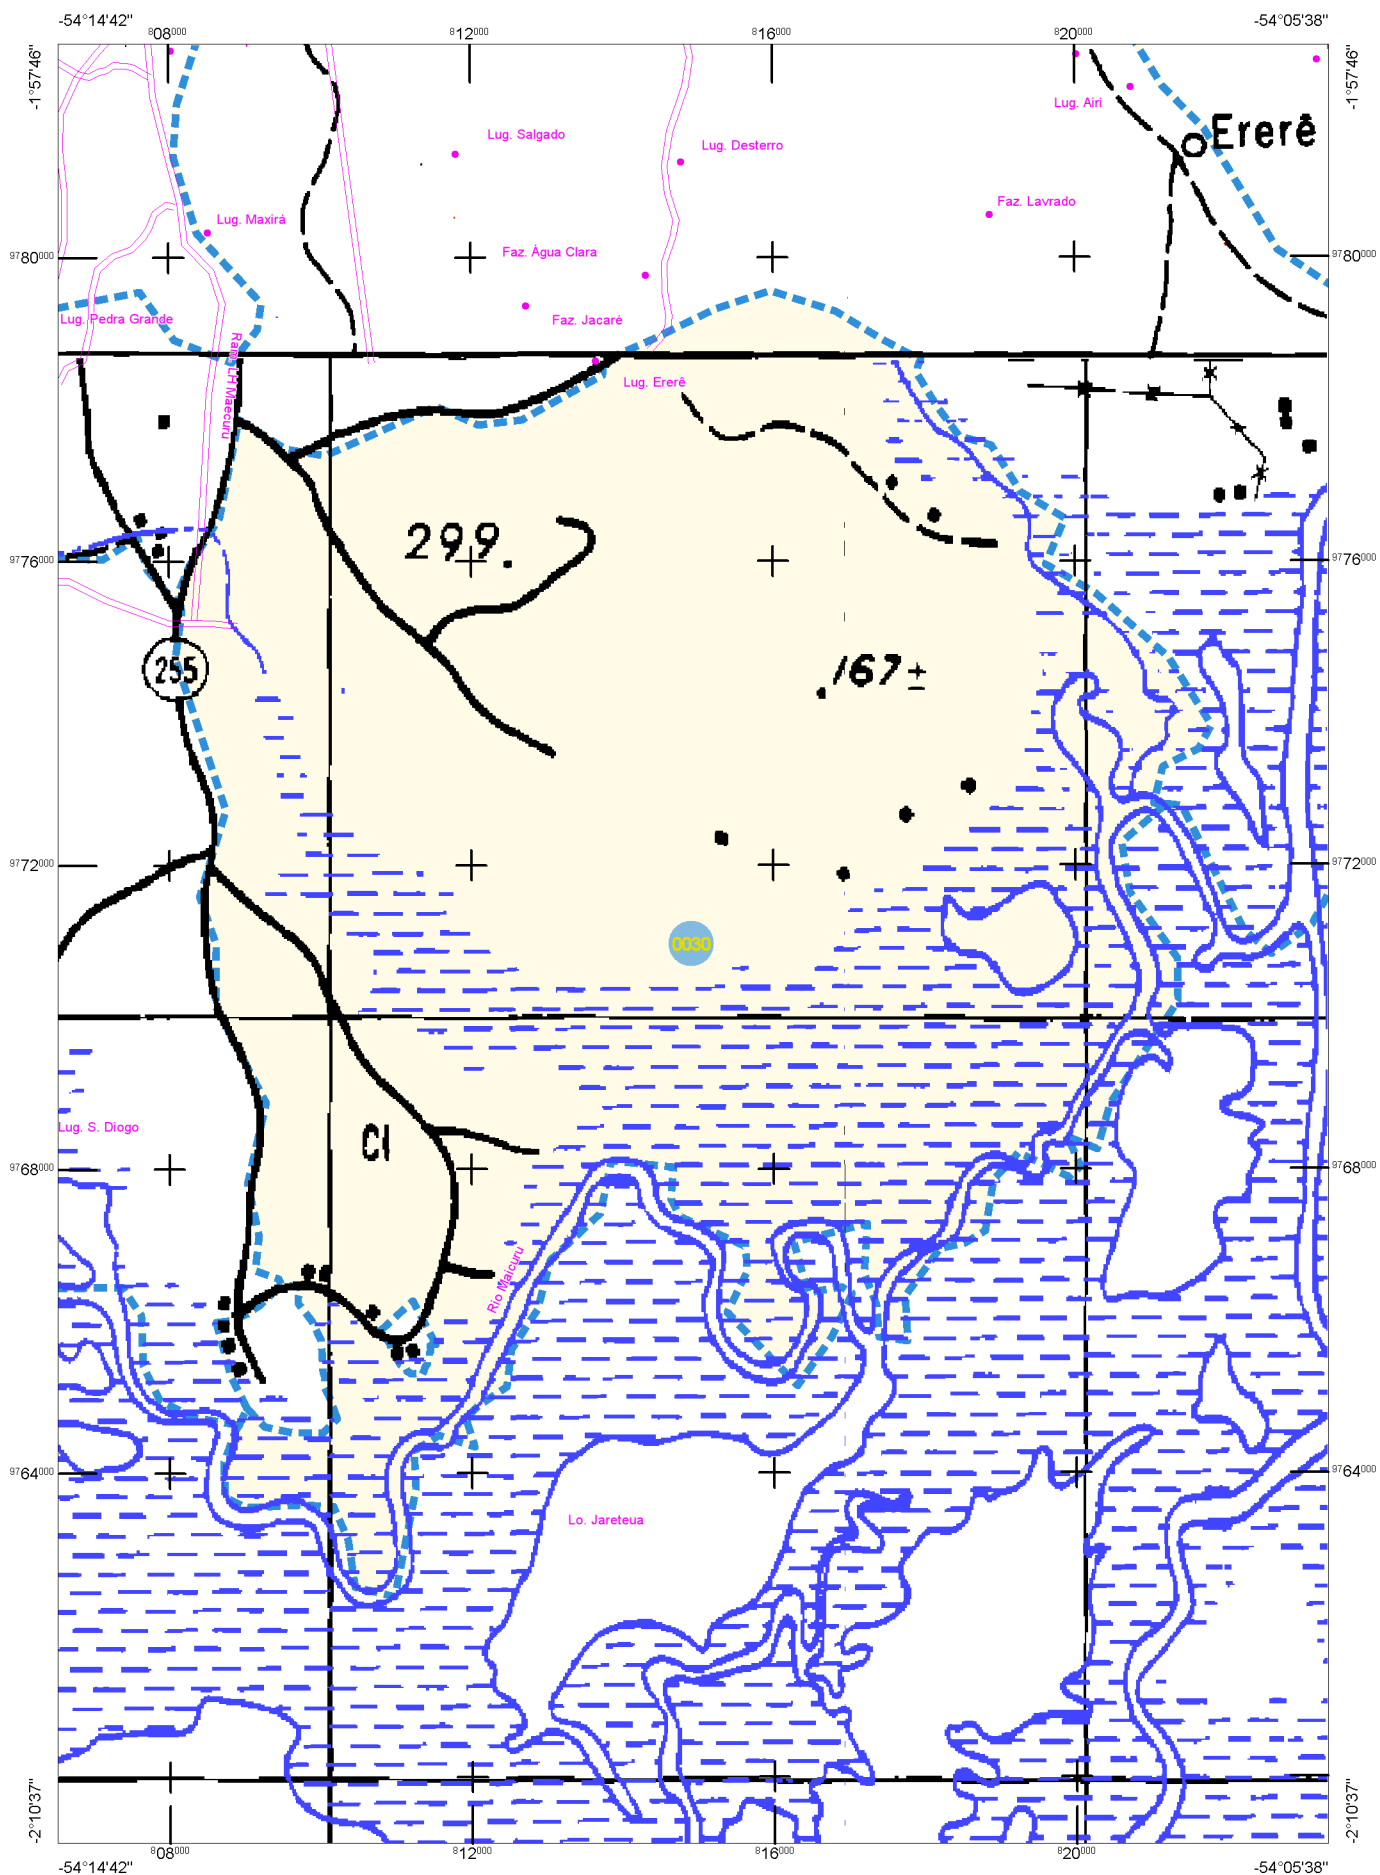 -54°14'42"
-54°05'38"
808000
812000
816000
820000
-1°57'46"
-1°57'46"
Lug. Airi
Ererê
Lug. Salgado
Lug. Desterro
Faz. Lavrado
Lug. Maxirá
Faz. Água Clara
9780000
9780000
Lug. Pedra Grande
Faz. Jacaré
Ramal H Maecuru
Lug. Ererê
299
9776000
9776000
255
167±
9772000
9772000
0030
Lug. S. Diogo
CI
9768000
9768000
Rio Maicuru
9764000
9764000
Lo. Jareteua
-2°10'37"
-2°10'37"
808000
812000
816000
820000
-54°14'42"
-54°05'38"